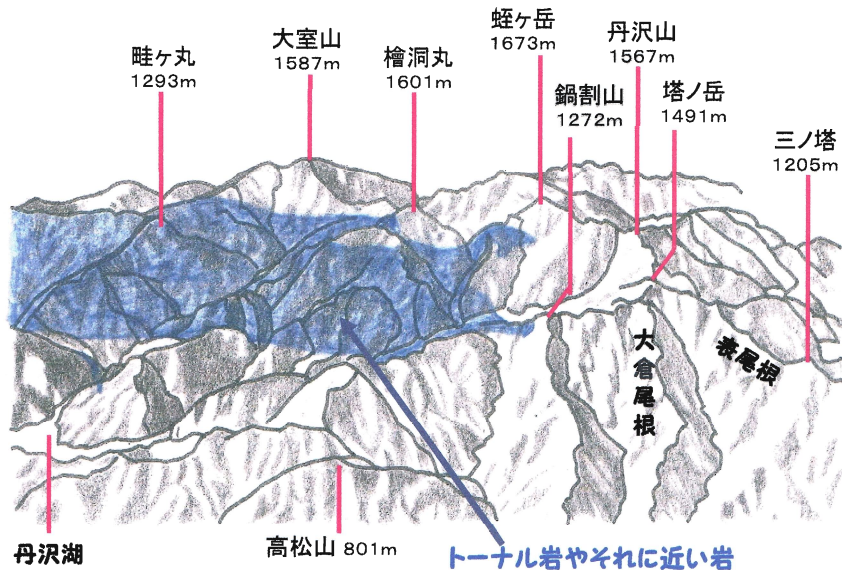 畦ヶ丸
1293m
大室山
1587m
檜洞丸
1601m
蛭ヶ岳
1673m
鍋割山
1272m
丹沢山
1567m
塔ノ岳
1491m
三ノ塔
1205m
大倉尾根
表尾根
丹沢湖
高松山 801m
トーナル岩やそれに近い岩